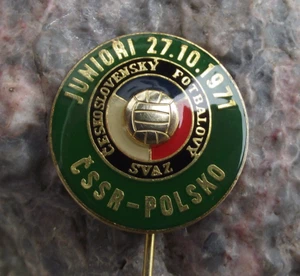 JUNIOŘI 27.10.1971
ČESKOSLOVENSKÝ FOTBALOVÝ
SVAZ
ČSSR-POLSKO